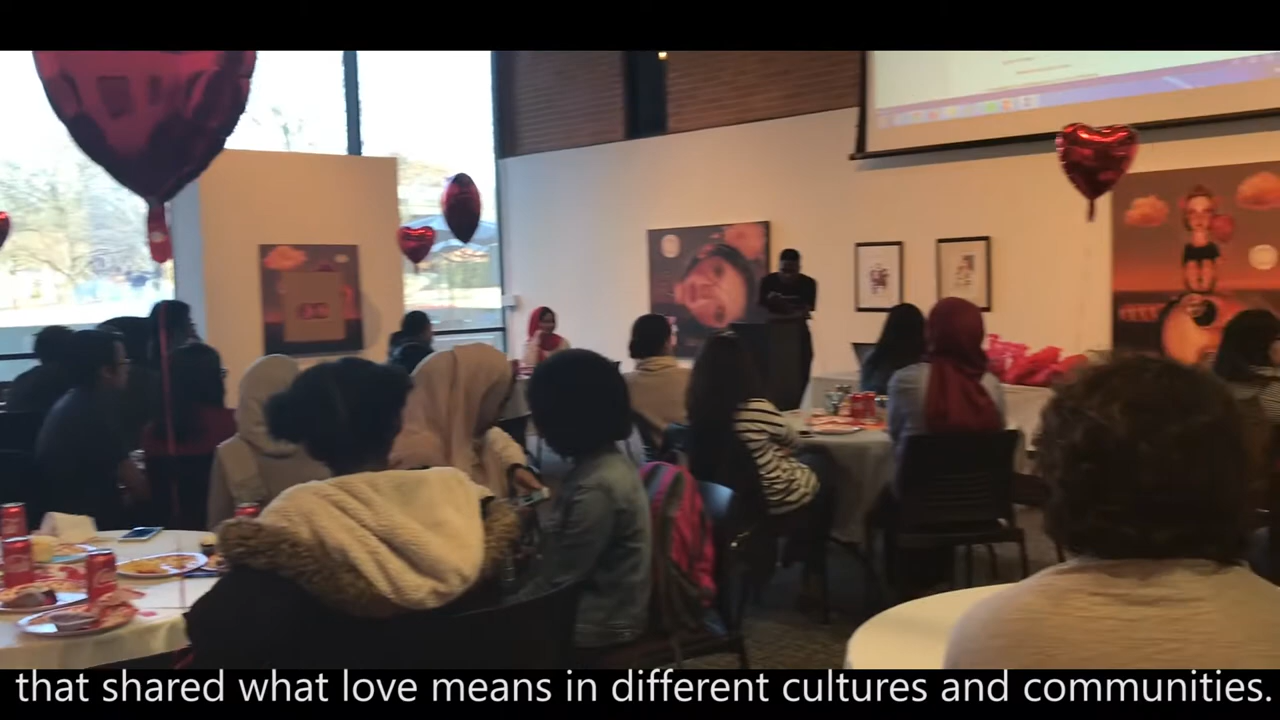 that shared what love means in different cultures and communities.